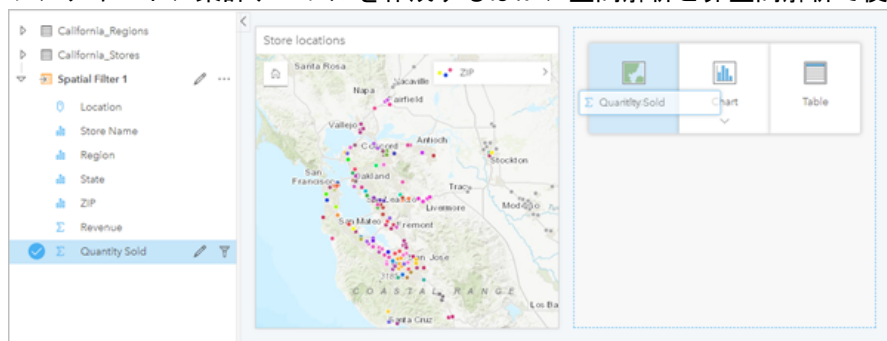 California_Regions
California_Stores
Spatial Filter 1
Location
Store Name
Region
State
ZIP
Revenue
Quantity Sold
Store locations
ZIP
Santa Rosa
Vacaville
Napa
Fairfield
Vallejo
Concord
Antioch
Stockton
San Francisco
Oakland
Tracy
San Leandro
Livermore
Modesto
San Mateo
Fremont
San Jose
COASTAL RANGE
Los Ba
Santa Cruz
Quantity Sold
Chart
Table